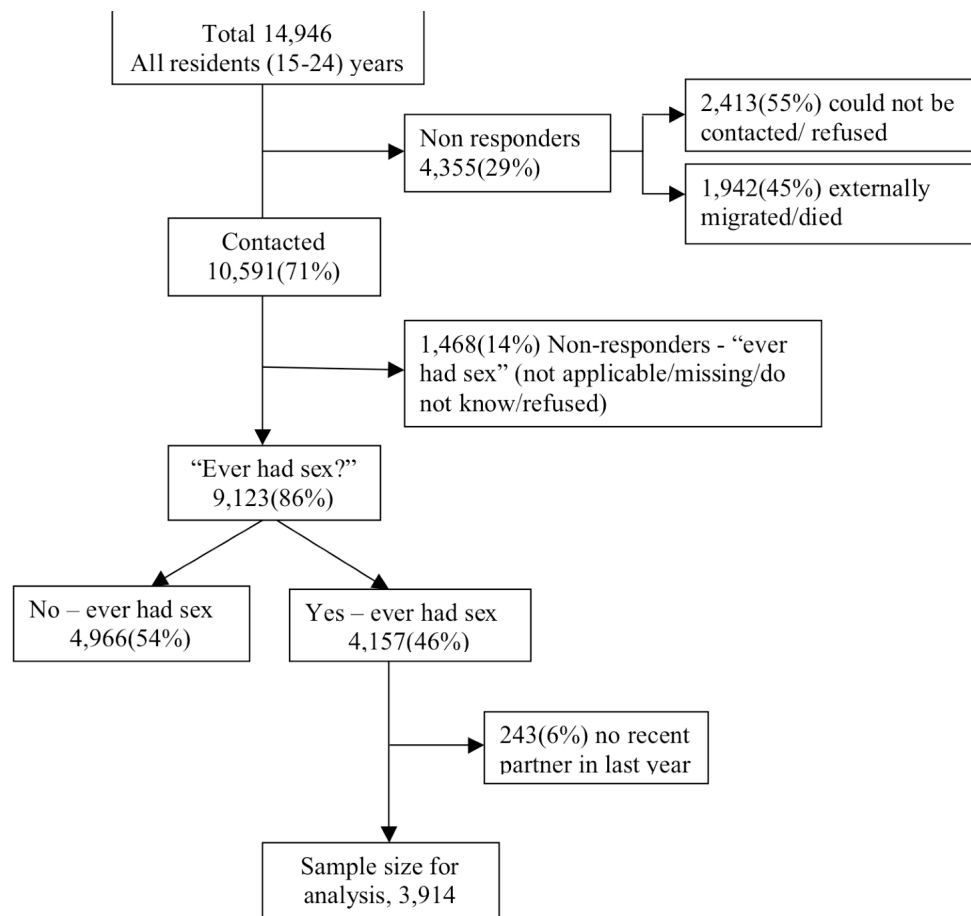 Total 14,946
All residents (15-24) years
2,413(55%) could not be
contacted/ refused
Non responders
4,355(29%)
1,942(45%) externally
migrated/died
Contacted
10,591(71%)
1,468(14%) Non-responders - “ever
had sex” (not applicable/missing/do
not know/refused)
“Ever had sex?”
9,123(86%)
No – ever had sex
4,966(54%)
Yes – ever had sex
4,157(46%)
243(6%) no recent
partner in last year
Sample size for
analysis, 3,914